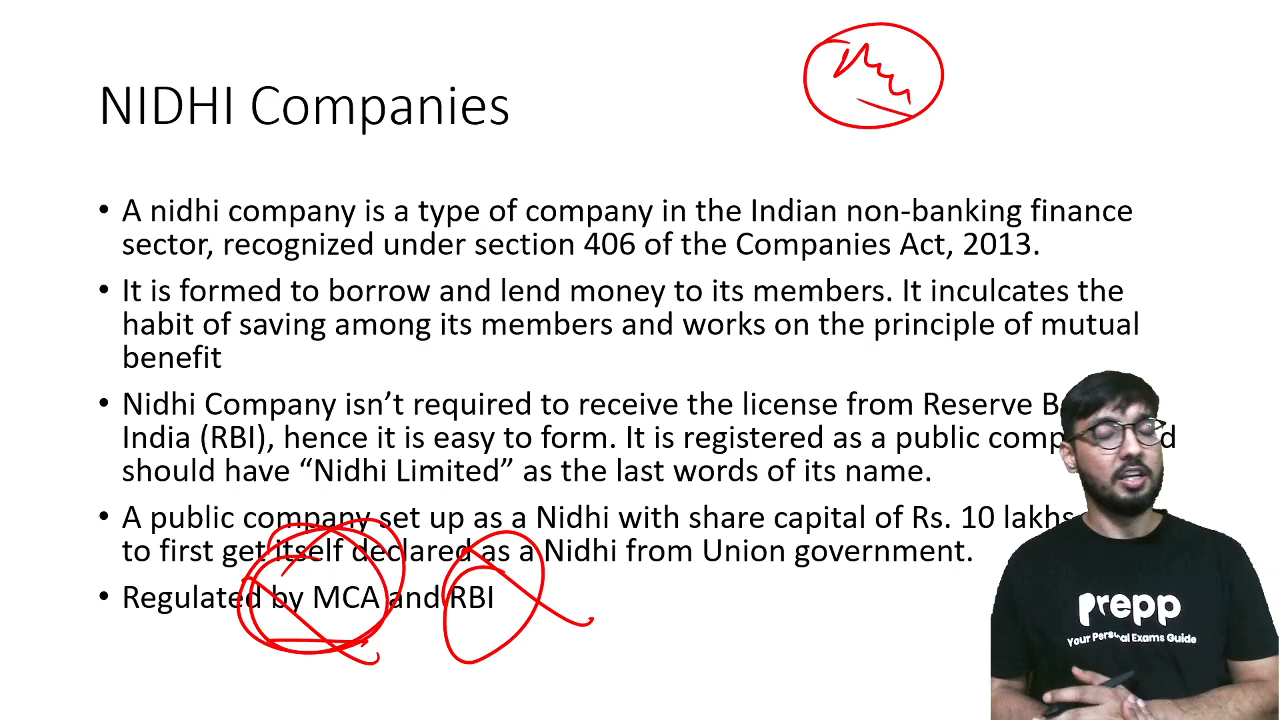 NIDHI Companies
• A nidhi company is a type of company in the Indian non-banking finance
sector, recognized under section 406 of the Companies Act, 2013.
• It is formed to borrow and lend money to its members. It inculcates the
habit of saving among its members and works on the principle of mutual
benefit
• Nidhi Company isn’t required to receive the license from Reserve
India (RBI), hence it is easy to form. It is registered as a public
should have “Nidhi Limited” as the last words of its name.
• A public company set up as a Nidhi with share capital of Rs. 10 lakhs
to first get itself declared as a Nidhi from Union government.
• Regulated by MCA and RBI
prepp
Your Personal Exams Guide